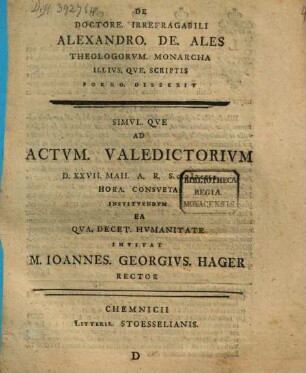 DE
DOCTORE. IRREFRAGABILI
ALEXANDRO. DE. ALES
THEOLOGORVM. MONARCHA
ILLIVS. QVE. SCRIPTIS
PORRO. DISSERIT
SIMVL. QVE
AD
ACTVM. VALEDICTORIVM
D. XXVII. MAII. A. R. S.
HORA. CONSVETA
INSTITVENDVM
EA
QVA. DECET. HVMANITATE
INVITAT
M. IOANNES. GEORGIVS. HAGER
RECTOR
BIBLIOTHECA
REGIA
MONACENSIS
CHEMNICII
LITTERIS. STOESSELIANIS.
D